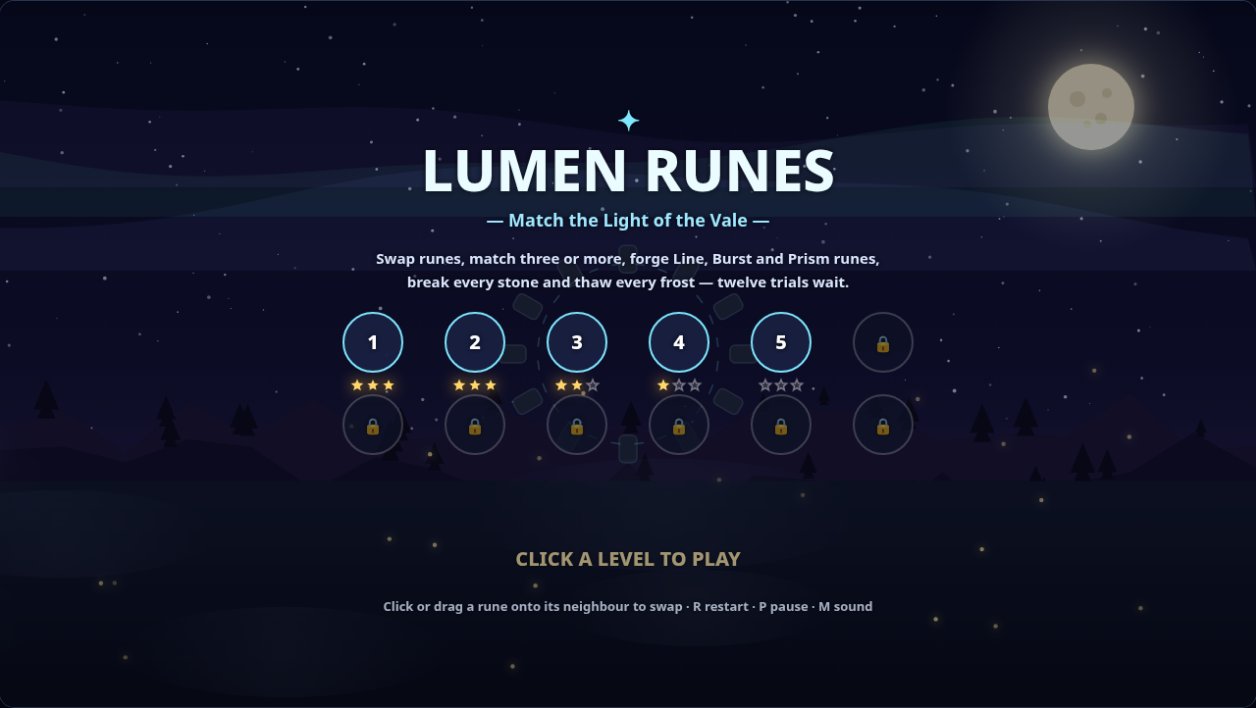 LUMEN RUNES
— Match the Light of the Vale —
Swap runes, match three or more, forge Line, Burst and Prism runes,
break every stone and thaw every frost — twelve trials wait.
1 2 3 4 5
CLICK A LEVEL TO PLAY
Click or drag a rune onto its neighbour to swap · R restart · P pause · M sound